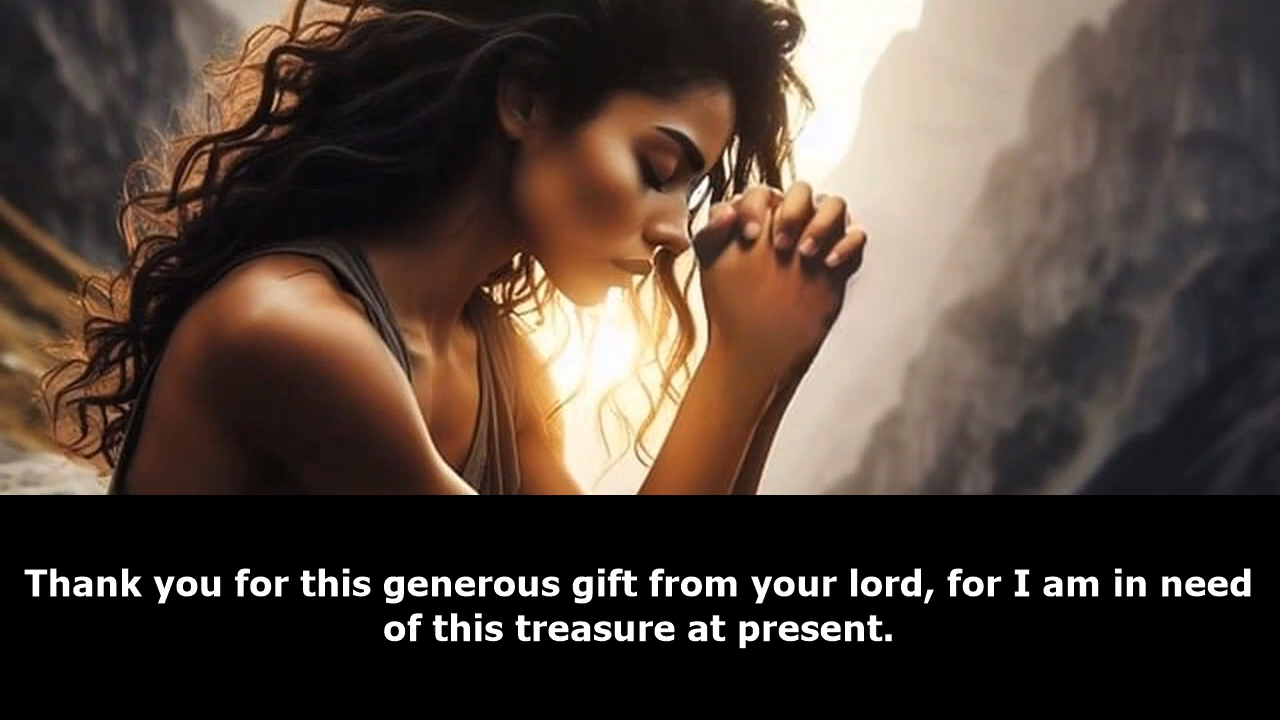 Thank you for this generous gift from your lord, for I am in need
of this treasure at present.